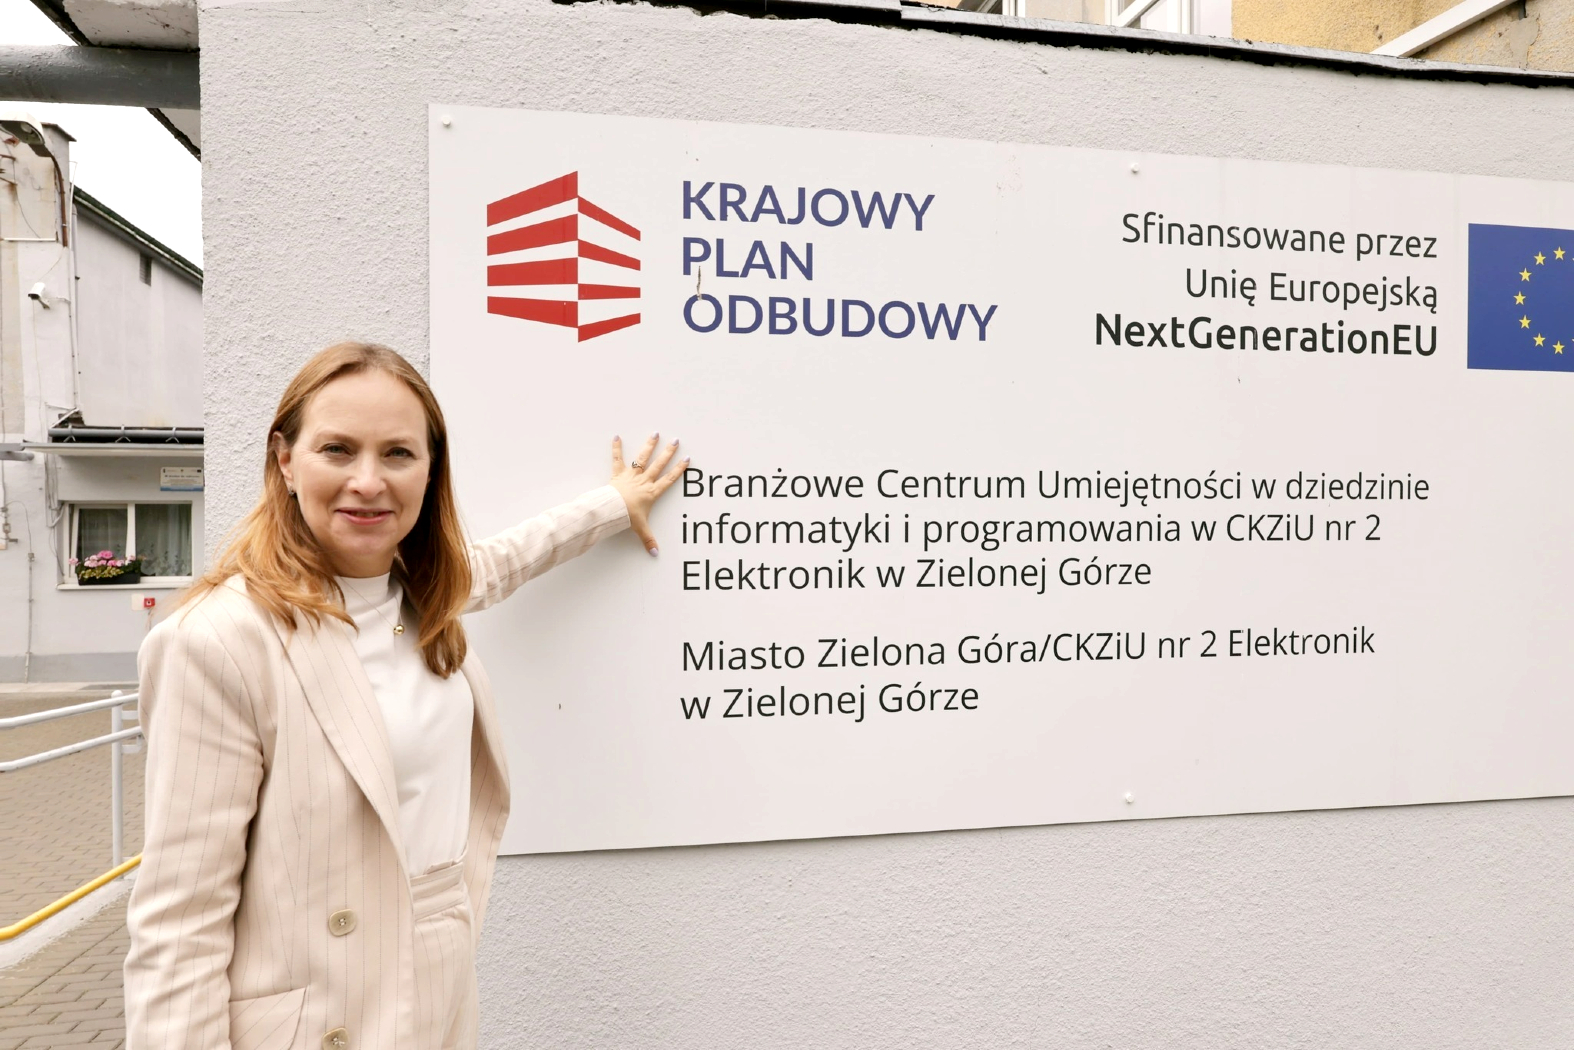 KRAJOWY
PLAN
ODBUDOWY
Sfinansowane przez
Unię Europejską
NextGenerationEU
Branżowe Centrum Umiejętności w dziedzinie
informatyki i programowania w CKZiU nr 2
Elektronik w Zielonej Górze
Miasto Zielona Góra/CKZiU nr 2 Elektronik
w Zielonej Górze